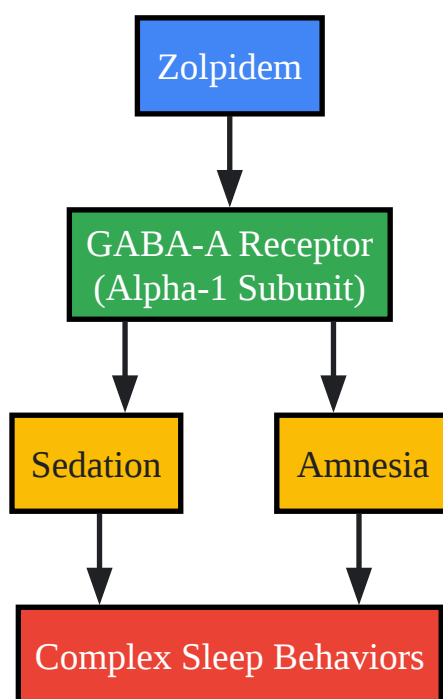 Zolpidem
GABA-A Receptor
(Alpha-1 Subunit)
Sedation
Amnesia
Complex Sleep Behaviors